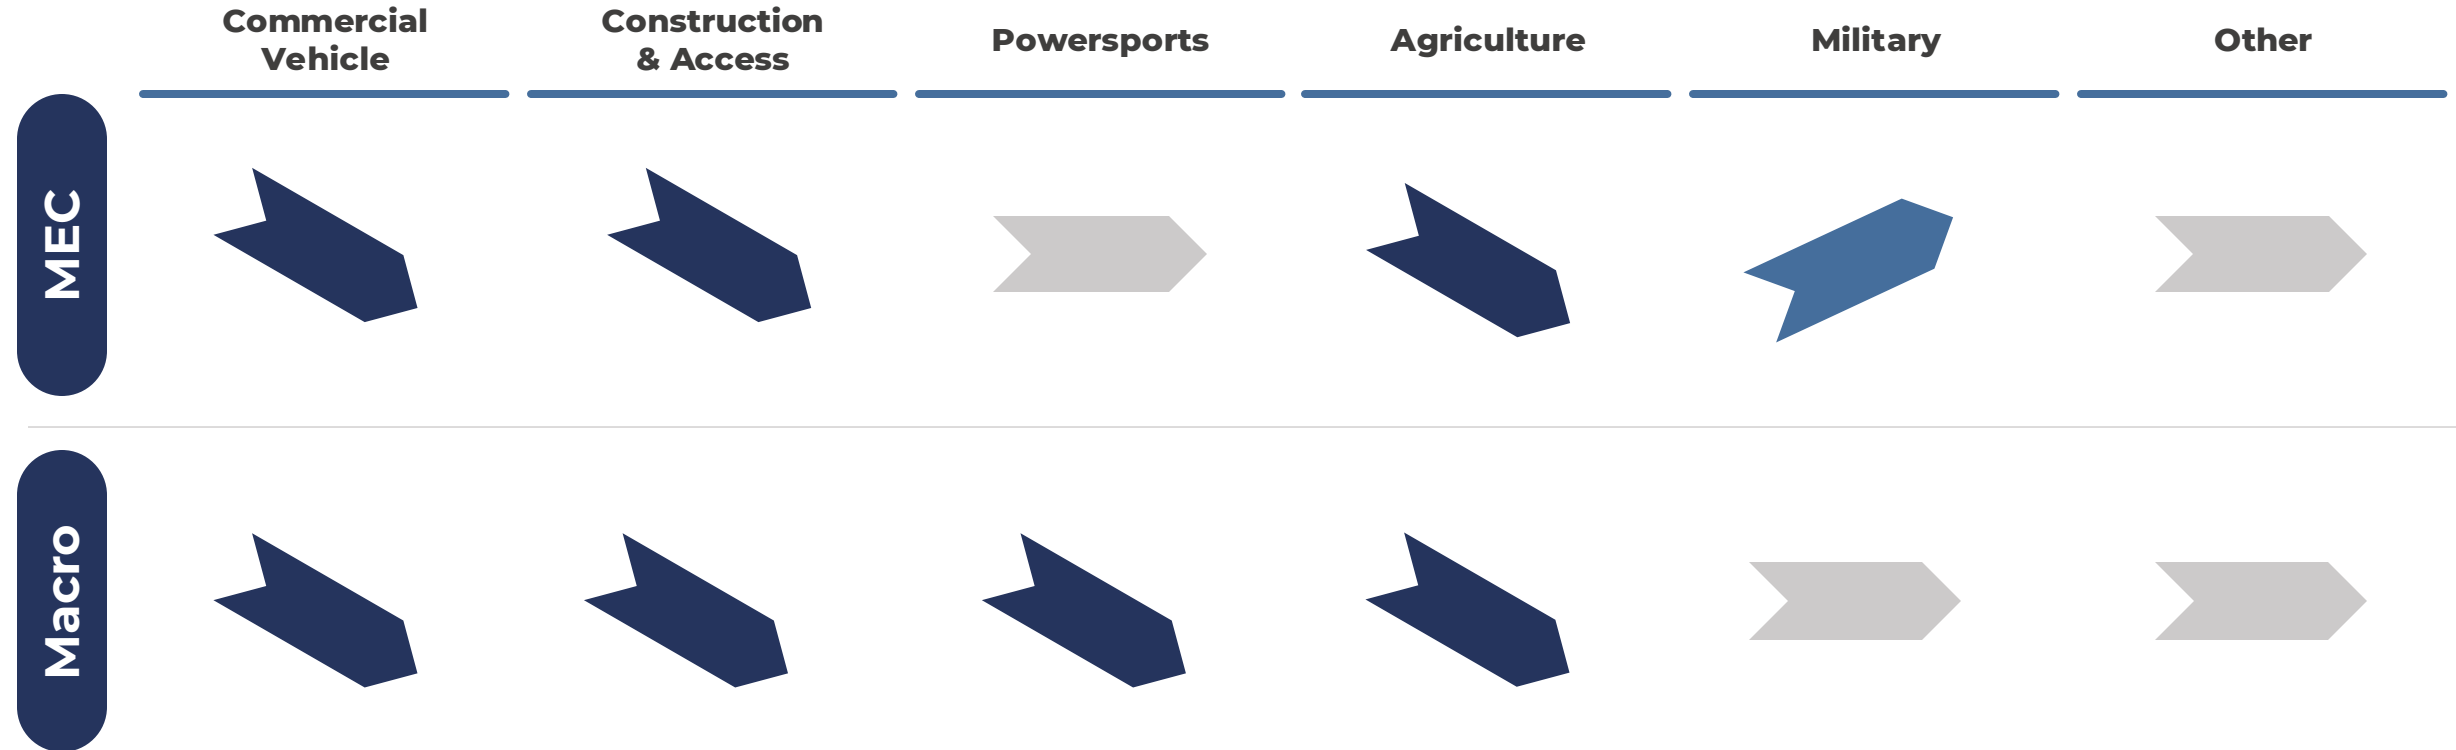 Commercial
Vehicle
Construction
& Access
Powersports
Agriculture
Military
Other
MEC
Macro